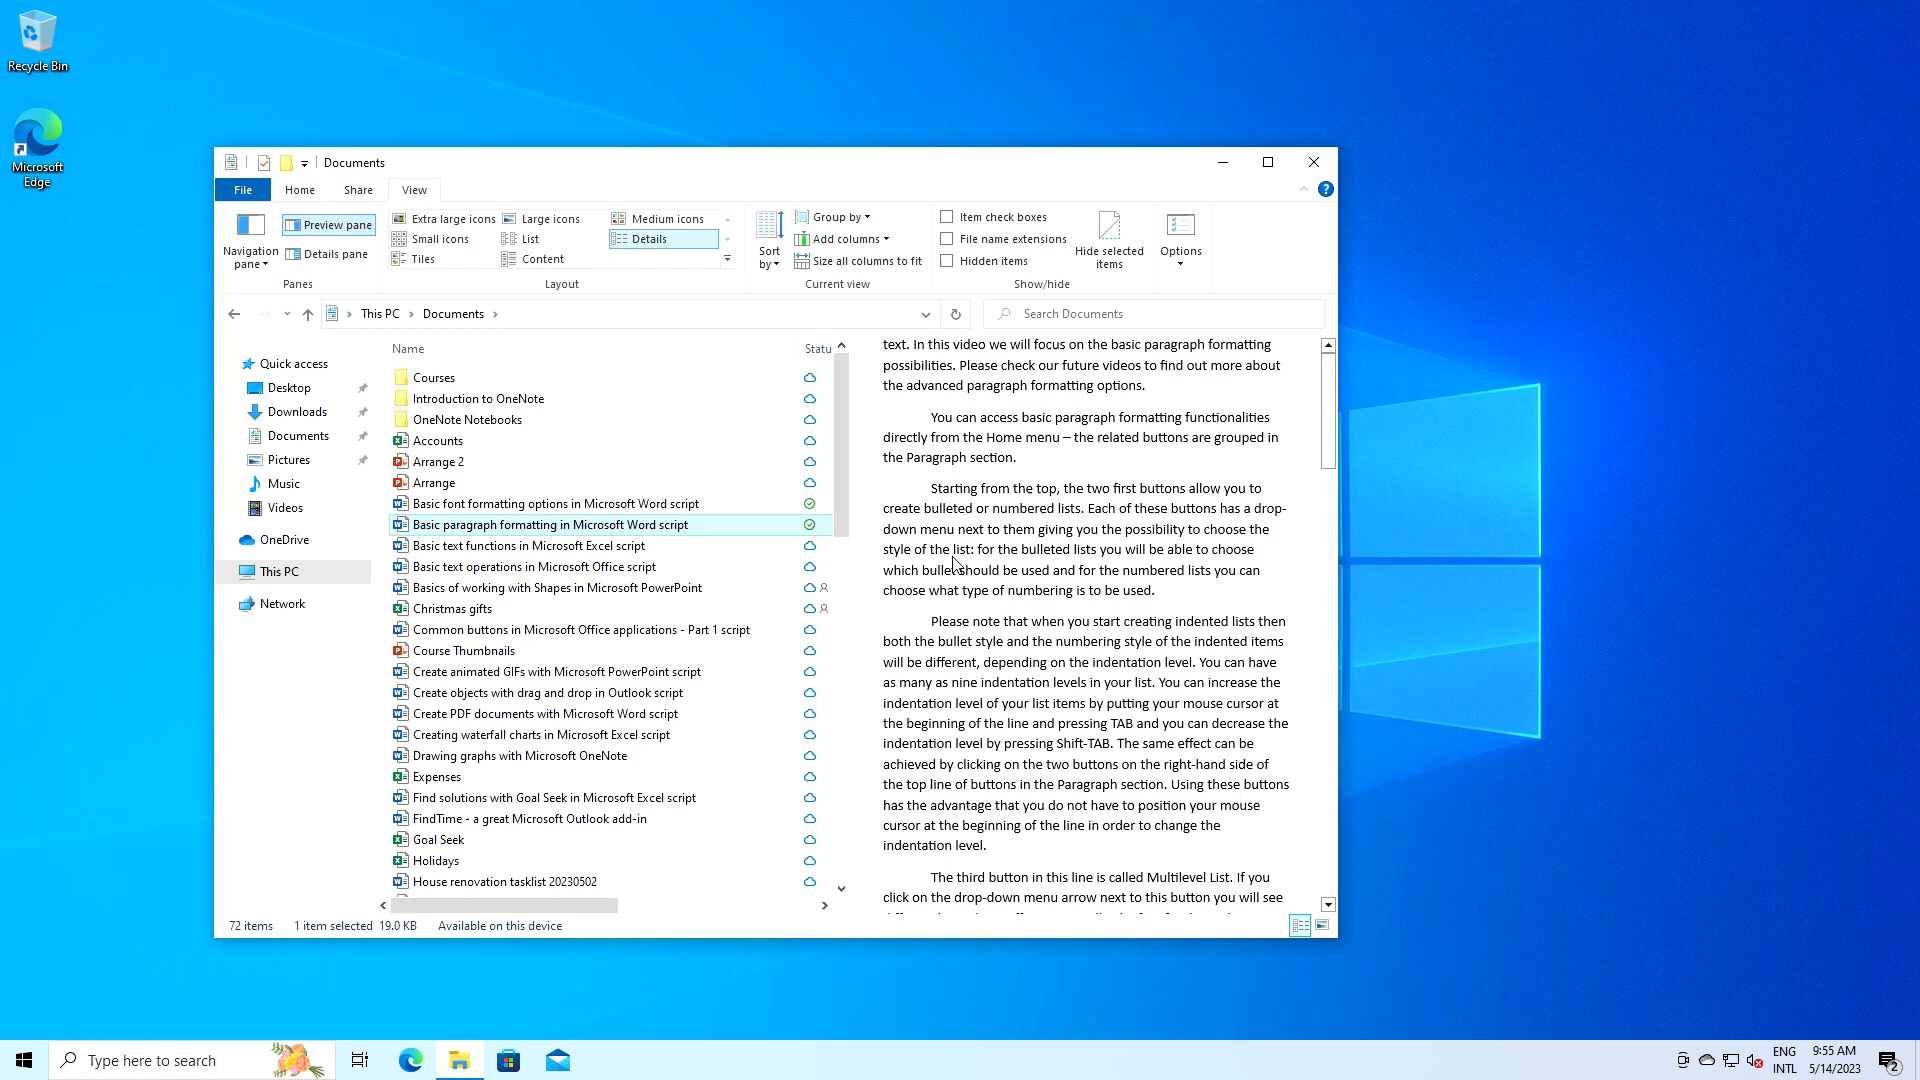 Recycle Bin
Microsoft
Edge
Documents
File Home Share View
Navigation
pane
Preview pane
Details pane
Panes
Extra large icons Large icons Medium icons
Small icons List Details
Tiles Content
Layout
Sort
by
Group by
Add columns
Size all columns to fit
Current view
Item check boxes
File name extensions
Hidden items
Hide selected
items
Show/hide
Options
This PC Documents
Search Documents
Quick access
Desktop
Downloads
Documents
Pictures
Music
Videos
OneDrive
This PC
Network
Name Statu
Courses
Introduction to OneNote
OneNote Notebooks
Accounts
Arrange 2
Arrange
Basic font formatting options in Microsoft Word script
Basic paragraph formatting in Microsoft Word script
Basic text functions in Microsoft Excel script
Basic text operations in Microsoft Office script
Basics of working with Shapes in Microsoft PowerPoint
Christmas gifts
Common buttons in Microsoft Office applications - Part 1 script
Course Thumbnails
Create animated GIFs with Microsoft PowerPoint script
Create objects with drag and drop in Outlook script
Create PDF documents with Microsoft Word script
Creating waterfall charts in Microsoft Excel script
Drawing graphs with Microsoft OneNote
Expenses
Find solutions with Goal Seek in Microsoft Excel script
FindTime - a great Microsoft Outlook add-in
Goal Seek
Holidays
House renovation tasklist 20230502
text. In this video we will focus on the basic paragraph formatting
possibilities. Please check our future videos to find out more about
the advanced paragraph formatting options.
You can access basic paragraph formatting functionalities
directly from the Home menu – the related buttons are grouped in
the Paragraph section.
Starting from the top, the two first buttons allow you to
create bulleted or numbered lists. Each of these buttons has a drop-
down menu next to them giving you the possibility to choose the
style of the list: for the bulleted lists you will be able to choose
which bullet should be used and for the numbered lists you can
choose what type of numbering is to be used.
Please note that when you start creating indented lists then
both the bullet style and the numbering style of the indented items
will be different, depending on the indentation level. You can have
as many as nine indentation levels in your list. You can increase the
indentation level of your list items by putting your mouse cursor at
the beginning of the line and pressing TAB and you can decrease the
indentation level by pressing Shift-TAB. The same effect can be
achieved by clicking on the two buttons on the right-hand side of
the top line of buttons in the Paragraph section. Using these buttons
has the advantage that you do not have to position your mouse
cursor at the beginning of the line in order to change the
indentation level.
The third button in this line is called Multilevel List. If you
click on the drop-down menu arrow next to this button you will see
72 items 1 item selected 19.0 KB Available on this device
Type here to search
ENG
INTL
9:55 AM
5/14/2023
2